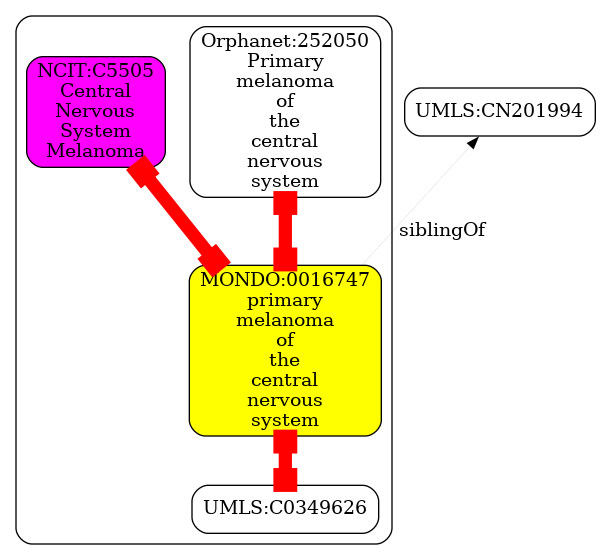 Orphanet:252050
Primary
melanoma
of
the
central
nervous
system
NCIT:C5505
Central
Nervous
System
Melanoma
UMLS:CN201994
siblingOf
MONDO:0016747
primary
melanoma
of
the
central
nervous
system
UMLS:C0349626